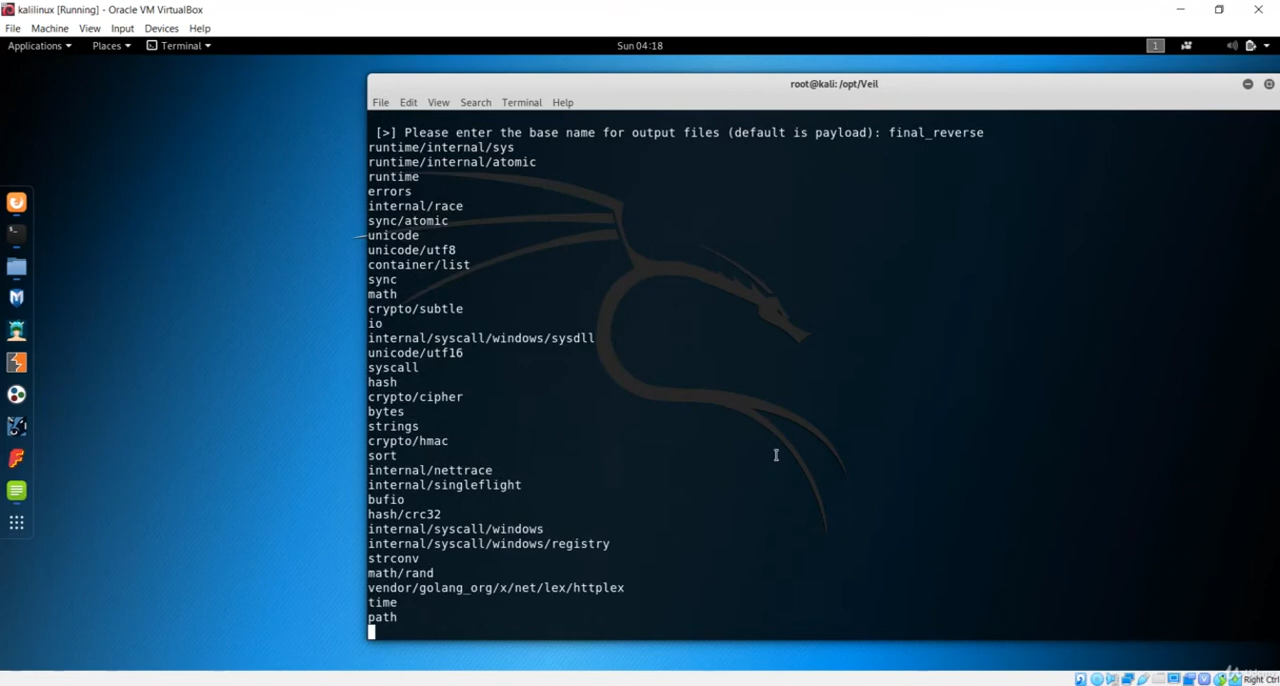 kalilinux [Running] - Oracle VM VirtualBox
File Machine View Input Devices Help
Applications Places Terminal Sun 04:18 1
root@kali: /opt/Veil
File Edit View Search Terminal Help
[>] Please enter the base name for output files (default is payload): final_reverse
runtime/internal/sys
runtime/internal/atomic
runtime
errors
internal/race
sync/atomic
unicode
unicode/utf8
container/list
sync
math
crypto/subtle
io
internal/syscall/windows/sysdll
unicode/utf16
syscall
hash
crypto/cipher
bytes
strings
crypto/hmac
sort
internal/nettrace
internal/singleflight
bufio
hash/crc32
internal/syscall/windows
internal/syscall/windows/registry
strconv
math/rand
vendor/golang_org/x/net/lex/httplex
time
path
Right Ctrl